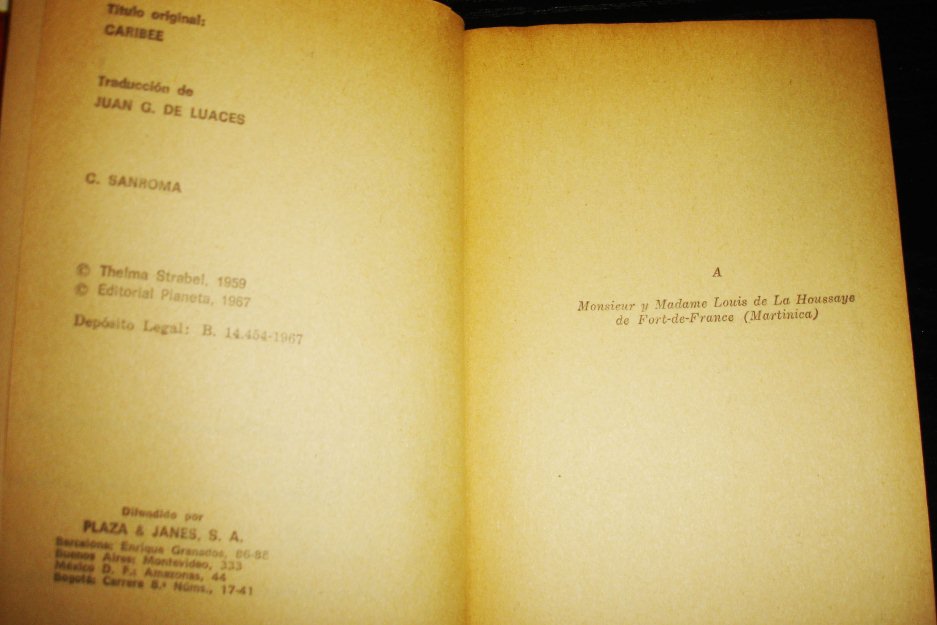 Título original:
CARIBEE
Traducción de
JUAN G. DE LUACES
C. SANROMA
© Thelma Strabel, 1959
© Editorial Planeta, 1967
Depósito Legal: B. 14.454-1967
Difundido por
PLAZA & JANES, S. A.
Barcelona: Enrique Granados, 86-88
Buenos Aires: Montevideo, 333
México D. F.: Amazonas, 44
Bogotá: Carrera 8.ª Núms., 17-41
A
Monsieur y Madame Louis de La Houssaye
de Fort-de-France (Martinica)